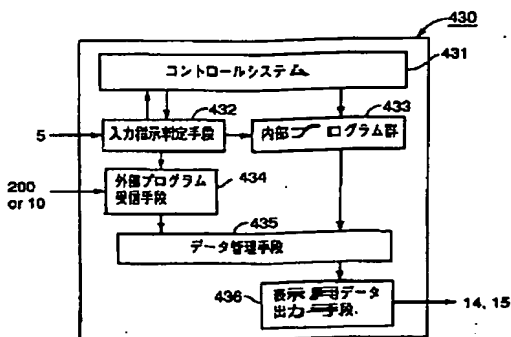 430
431
コントロールシステム
432
433
5
入力指示判定手段
内部プログラム群
200
or 10
外部プログラム
受信手段
434
435
データ管理手段
436
表示 データ
出力 手段
14, 15